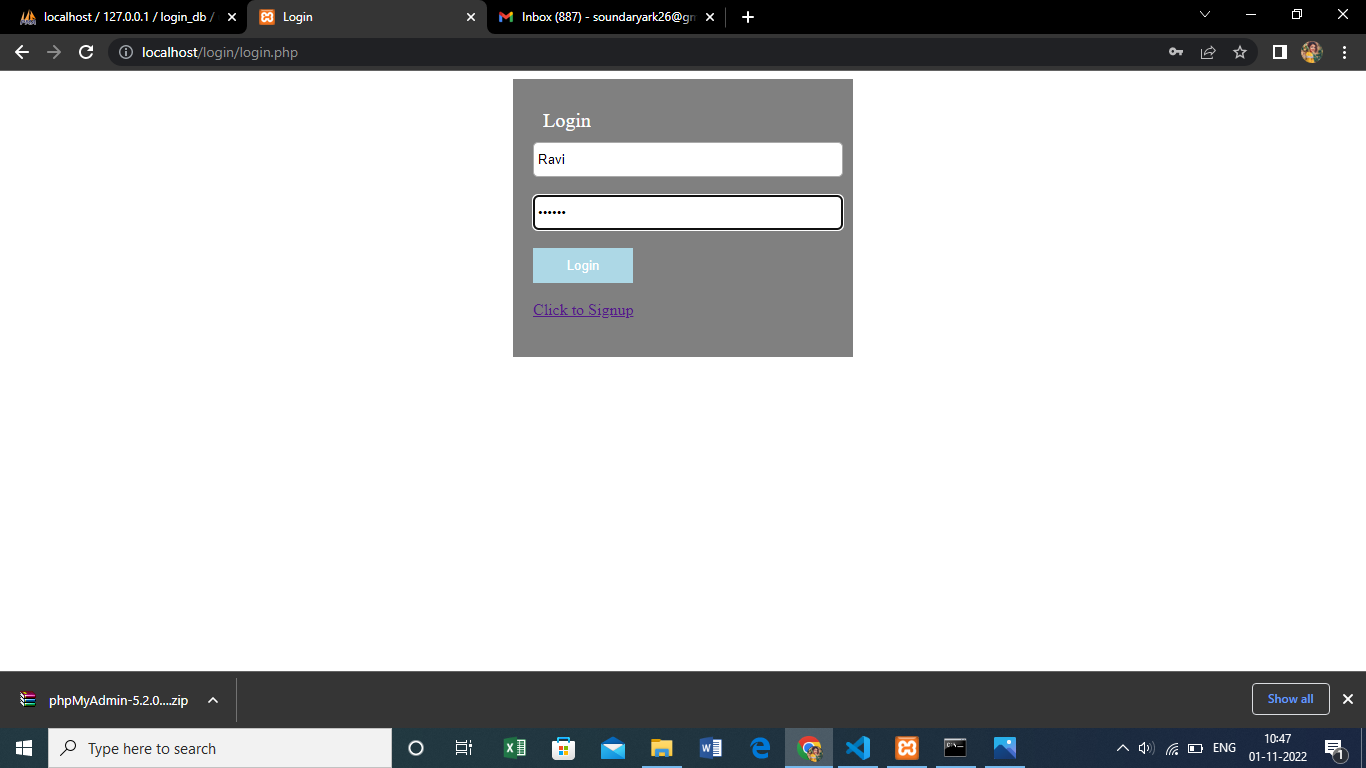 localhost / 127.0.0.1 / login_db /
Login
Inbox (887) - soundaryark26@gm
localhost/login/login.php
Login
Ravi
••••••
Login
Click to Signup
phpMyAdmin-5.2.0....zip
Show all
Type here to search
ENG
10:47
01-11-2022
1